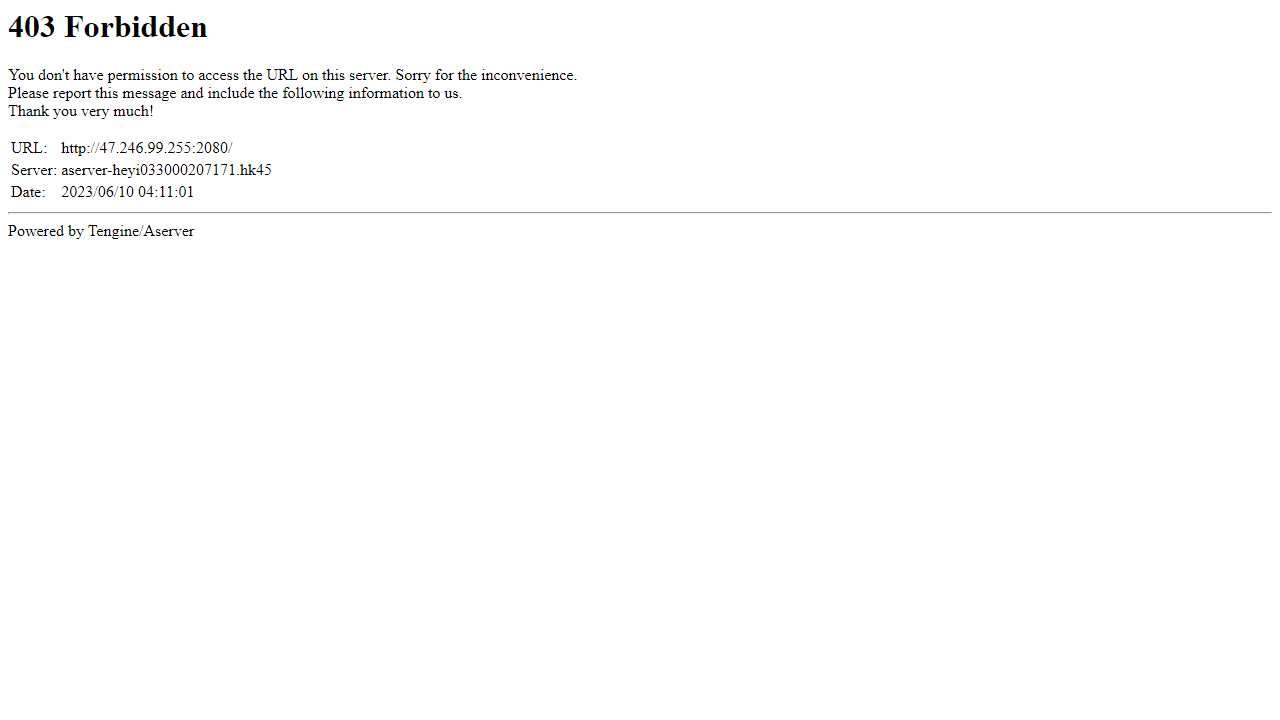 403 Forbidden
You don't have permission to access the URL on this server. Sorry for the inconvenience.
Please report this message and include the following information to us.
Thank you very much!
URL: http://47.246.99.255:2080/
Server: aserver-heyi033000207171.hk45
Date: 2023/06/10 04:11:01
Powered by Tengine/Aserver